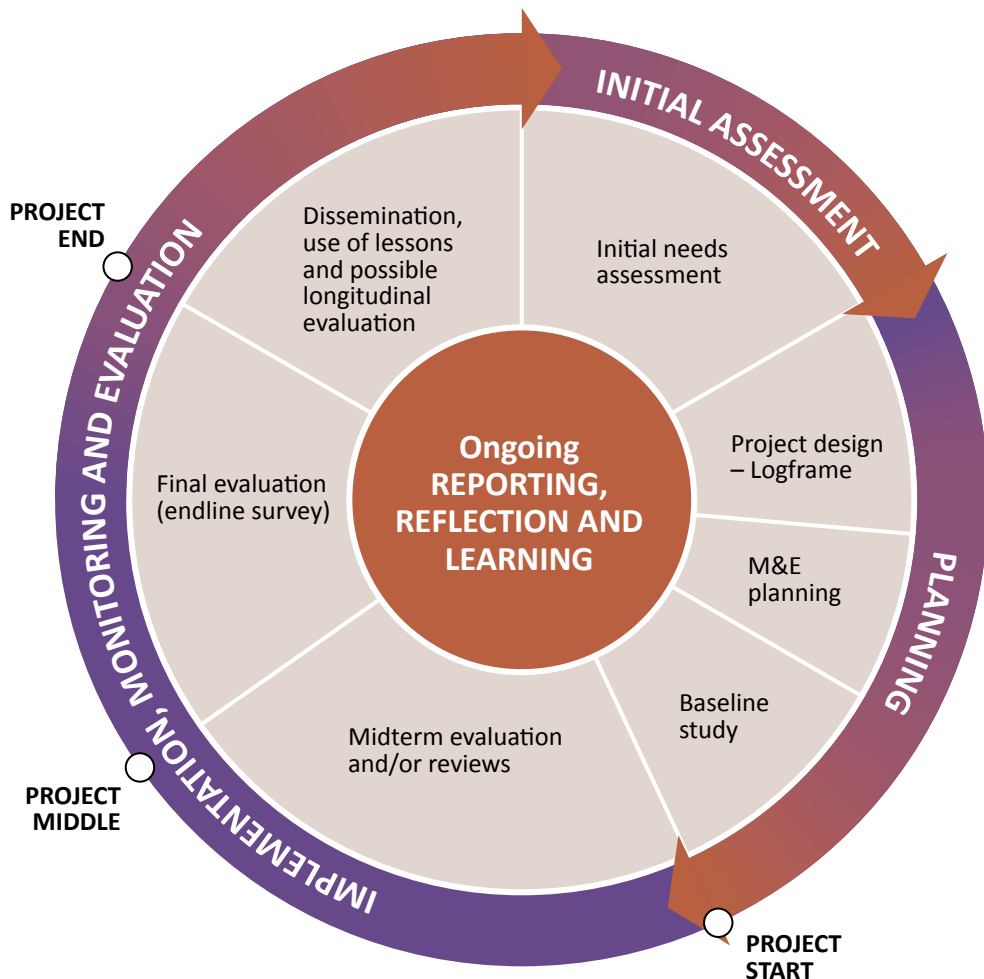 INITIAL ASSESSMENT
Initial needs
assessment
Project design
– Logframe
M&E
planning
PLANNING
Baseline
study
PROJECT
START
Midterm evaluation
and/or reviews
IMPLEMENTATION, MONITORING AND EVALUATION
PROJECT
MIDDLE
Final evaluation
(endline survey)
PROJECT
END
Dissemination,
use of lessons
and possible
longitudinal
evaluation
Ongoing
REPORTING,
REFLECTION AND
LEARNING